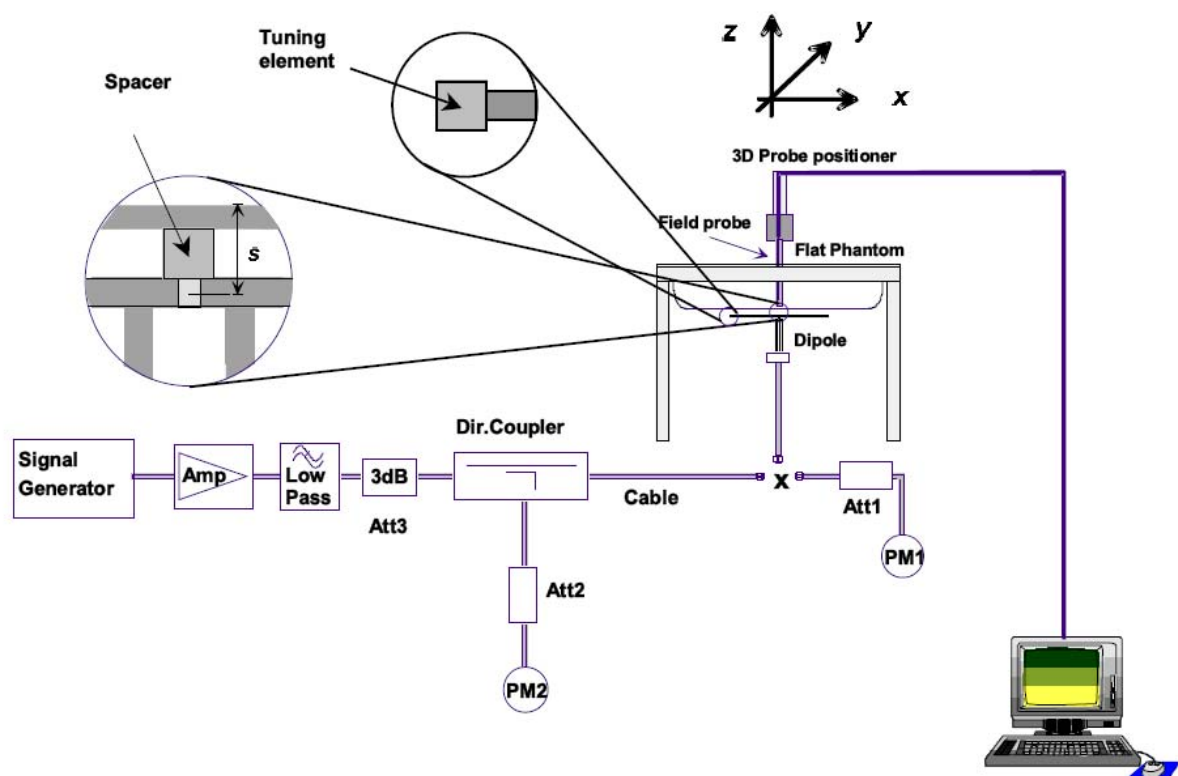 Tuning
element
Spacer
z
y
x
3D Probe positioner
Field probe
Flat Phantom
s
Dipole
Dir.Coupler
Signal
Generator
Amp
Low
Pass
3dB
Att3
Cable
x
Att1
PM1
Att2
PM2